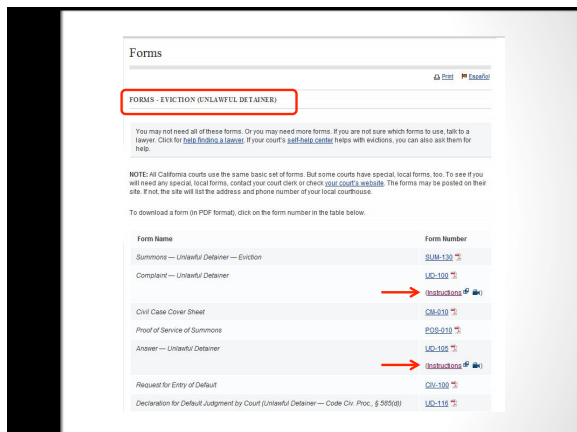 Forms
Print Español
FORMS - EVICTION (UNLAWFUL DETAINER)
You may not need all of these forms. Or you may need more forms. If you are not sure which forms to use, talk to a
lawyer. Click for help finding a lawyer. If your court's self-help center helps with evictions, you can also ask them for
help.
NOTE: All California courts use the same basic set of forms. But some courts have special, local forms, too. To see if you
will need any special, local forms, contact your court clerk or check your court's website. The forms may be posted on their
site. If not, the site will list the address and phone number of your local courthouse.
To download a form (in PDF format), click on the form number in the table below.
Form Name Form Number
Summons — Unlawful Detainer — Eviction SUM-130
Complaint — Unlawful Detainer UD-100
(Instructions )
Civil Case Cover Sheet CM-010
Proof of Service of Summons POS-010
Answer — Unlawful Detainer UD-105
(Instructions )
Request for Entry of Default CIV-100
Declaration for Default Judgment by Court (Unlawful Detainer — Code Civ. Proc., § 585(d)) UD-116